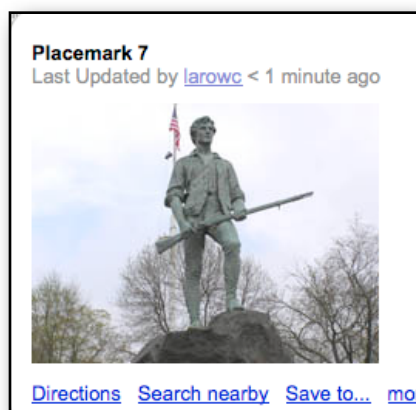 Placemark 7
Last Updated by larowc < 1 minute ago
Directions Search nearby Save to...